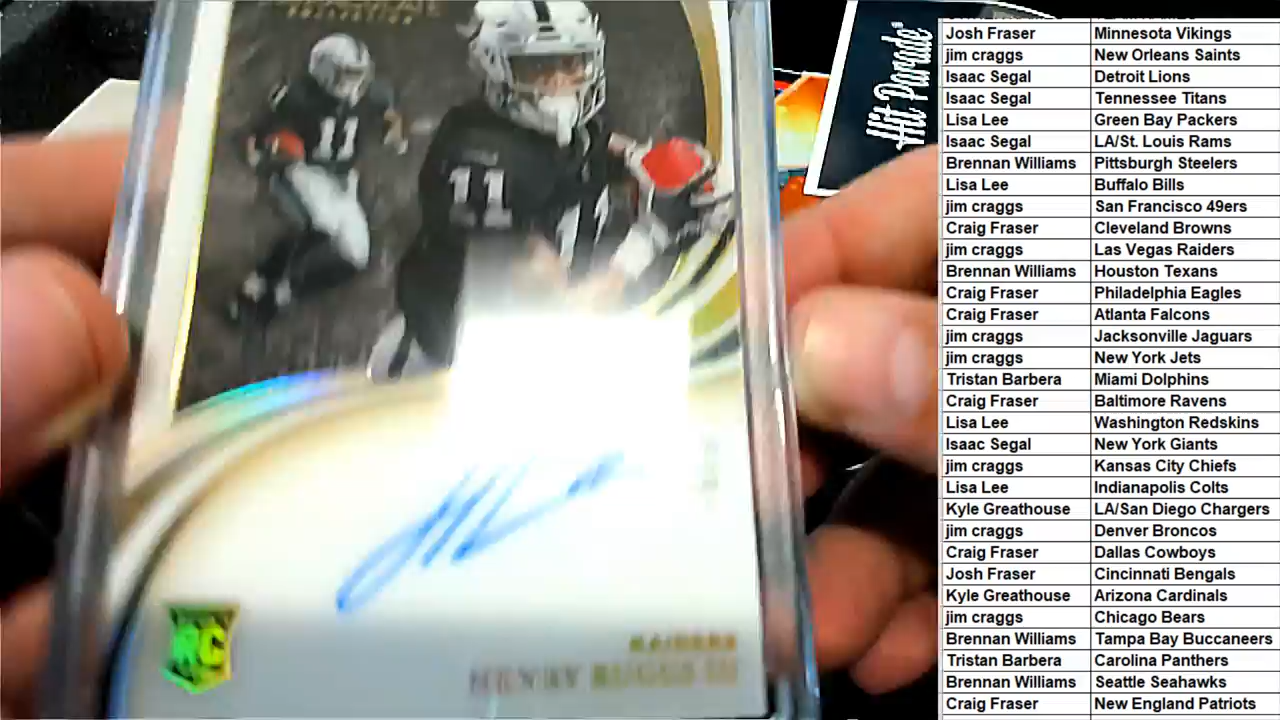 Hit Parade
11
11
11
RC
RAIDERS
HENRY RUGGS III
Josh Fraser Minnesota Vikings
jim craggs New Orleans Saints
Isaac Segal Detroit Lions
Isaac Segal Tennessee Titans
Lisa Lee Green Bay Packers
Isaac Segal LA/St. Louis Rams
Brennan Williams Pittsburgh Steelers
Lisa Lee Buffalo Bills
jim craggs San Francisco 49ers
Craig Fraser Cleveland Browns
jim craggs Las Vegas Raiders
Brennan Williams Houston Texans
Craig Fraser Philadelphia Eagles
Craig Fraser Atlanta Falcons
jim craggs Jacksonville Jaguars
jim craggs New York Jets
Tristan Barbera Miami Dolphins
Craig Fraser Baltimore Ravens
Lisa Lee Washington Redskins
Isaac Segal New York Giants
jim craggs Kansas City Chiefs
Lisa Lee Indianapolis Colts
Kyle Greathouse LA/San Diego Chargers
jim craggs Denver Broncos
Craig Fraser Dallas Cowboys
Josh Fraser Cincinnati Bengals
Kyle Greathouse Arizona Cardinals
jim craggs Chicago Bears
Brennan Williams Tampa Bay Buccaneers
Tristan Barbera Carolina Panthers
Brennan Williams Seattle Seahawks
Craig Fraser New England Patriots